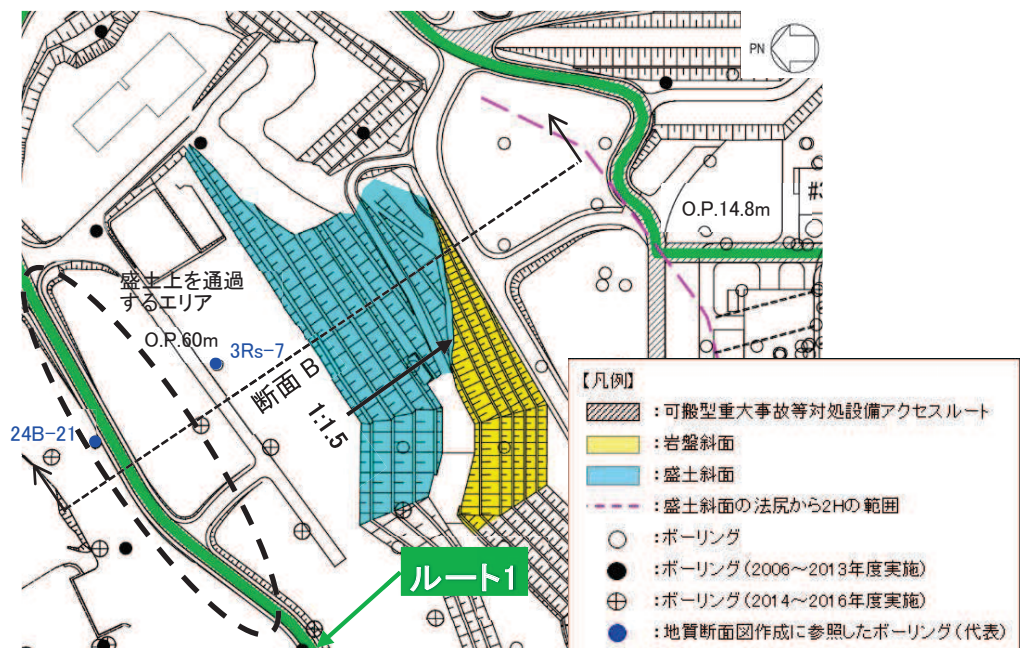 PN
#3
O.P.14.8m
盛土上を通過
するエリア
O.P.60m
3Rs-7
断面 B
1:1.5
24B-21
ルート1
【凡例】
：可搬型重大事故等対処設備アクセスルート
：岩盤斜面
：盛土斜面
：盛土斜面の法尻から2Hの範囲
：ボーリング
：ボーリング(2006～2013年度実施)
：ボーリング(2014～2016年度実施)
：地質断面図作成に参照したボーリング(代表)